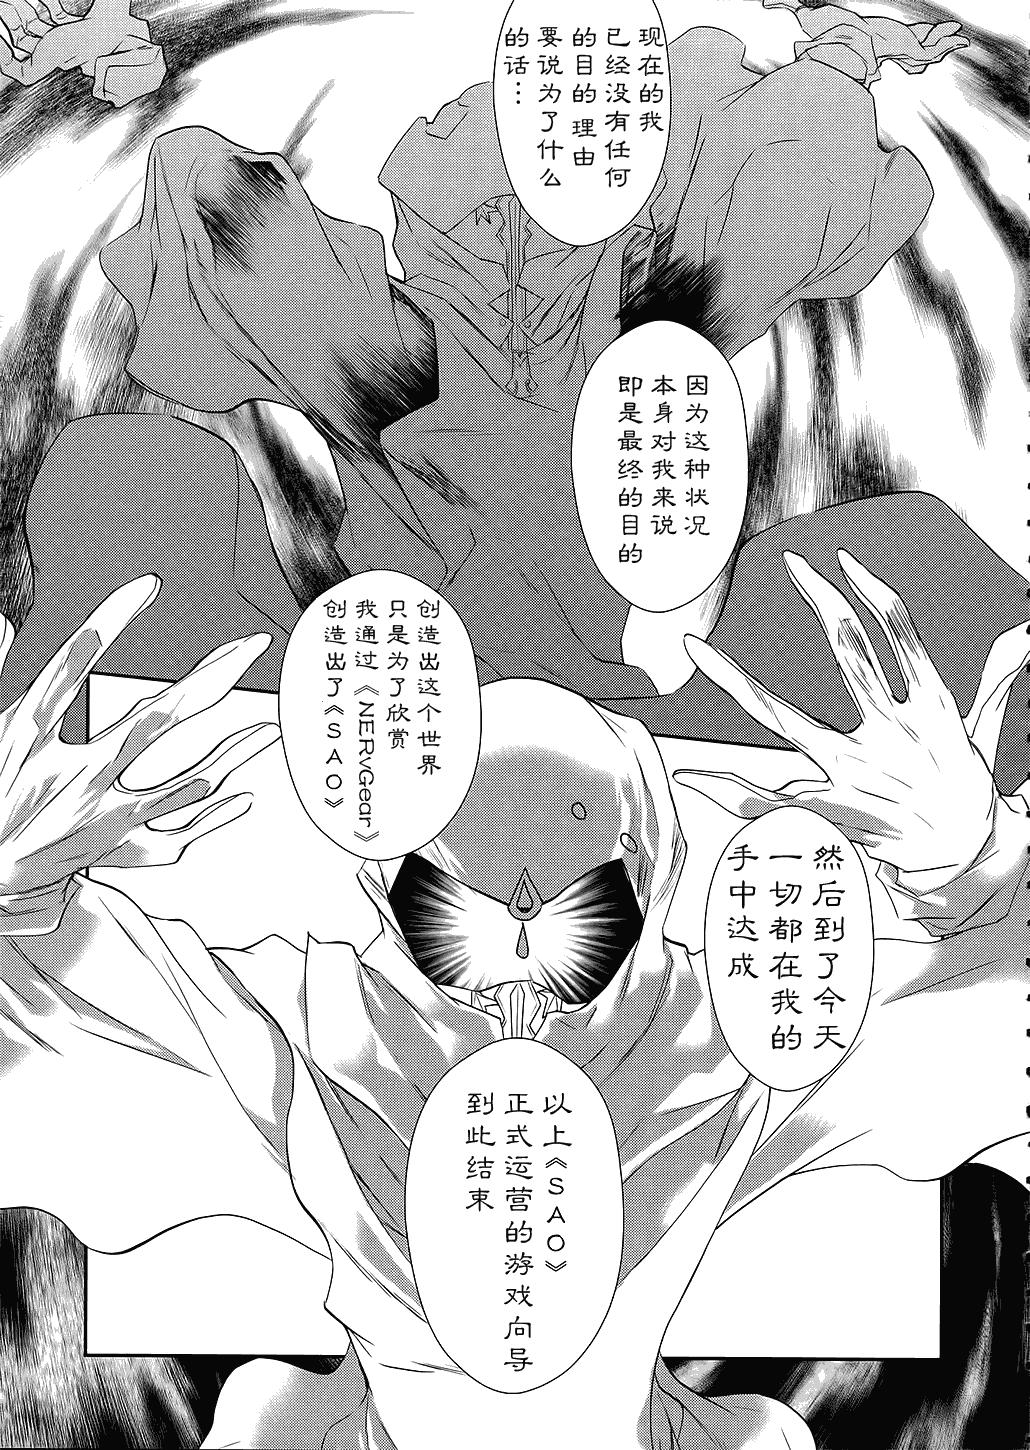 现在的我
已经没有任何
的目的理由
要说为了什么
的话…
因为这种状况
本身对我来说
即是最终的目的
创造出这个世界
只是为了欣赏
我通过《NERvGear》
创造出了《SAO》
然后到了今天
一切都在我的
手中达成
以上《SAO》
正式运营的游戏向导
到此结束